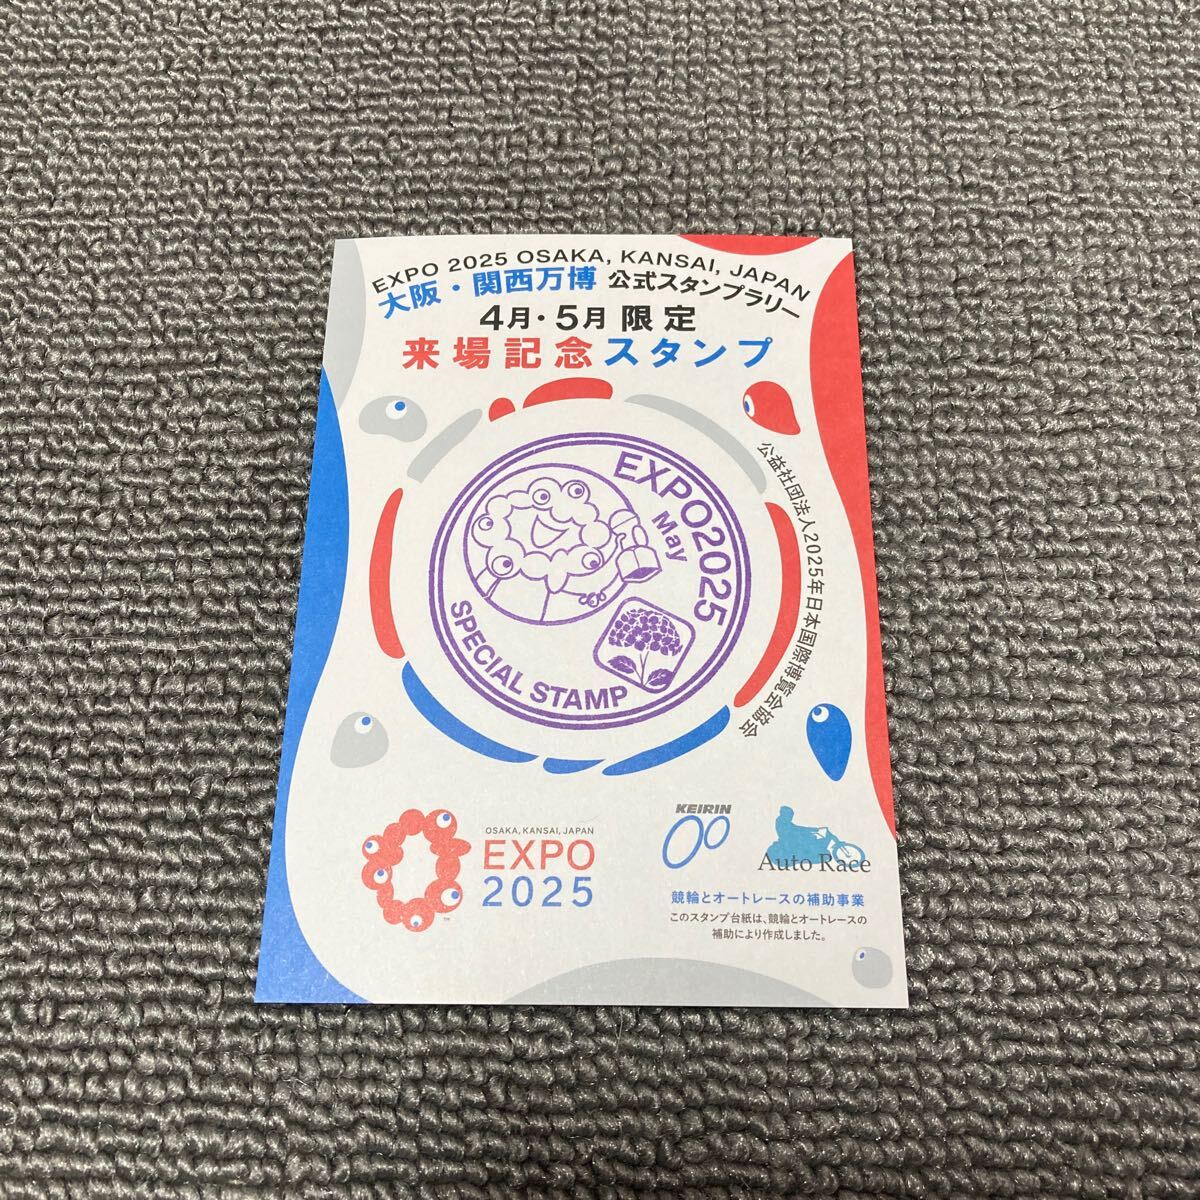 EXPO 2025 OSAKA, KANSAI, JAPAN
大阪・関西万博 公式スタンプラリー
4月・5月 限定
来場記念スタンプ
公益社団法人2025年日本国際博覧会協会
EXPO2025
May
SPECIAL STAMP
OSAKA, KANSAI, JAPAN
EXPO
2025
TM
KEIRIN
Auto Race
競輪とオートレースの補助事業
このスタンプ台紙は、競輪とオートレースの
補助により作成しました。